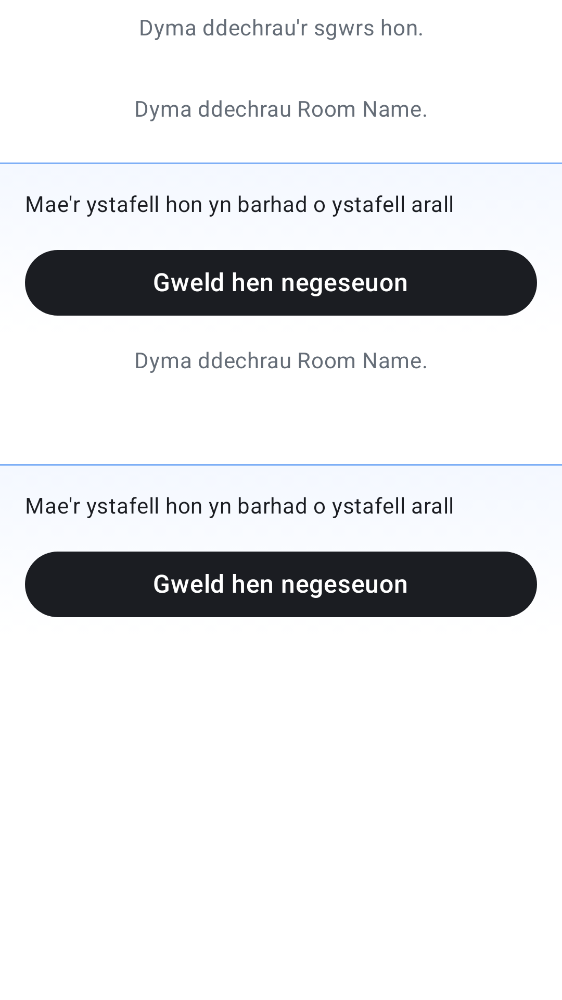 Dyma ddechrau'r sgwrs hon.
Dyma ddechrau Room Name.
Mae'r ystafell hon yn barhad o ystafell arall
Gweld hen negeseuon
Dyma ddechrau Room Name.
Mae'r ystafell hon yn barhad o ystafell arall
Gweld hen negeseuon